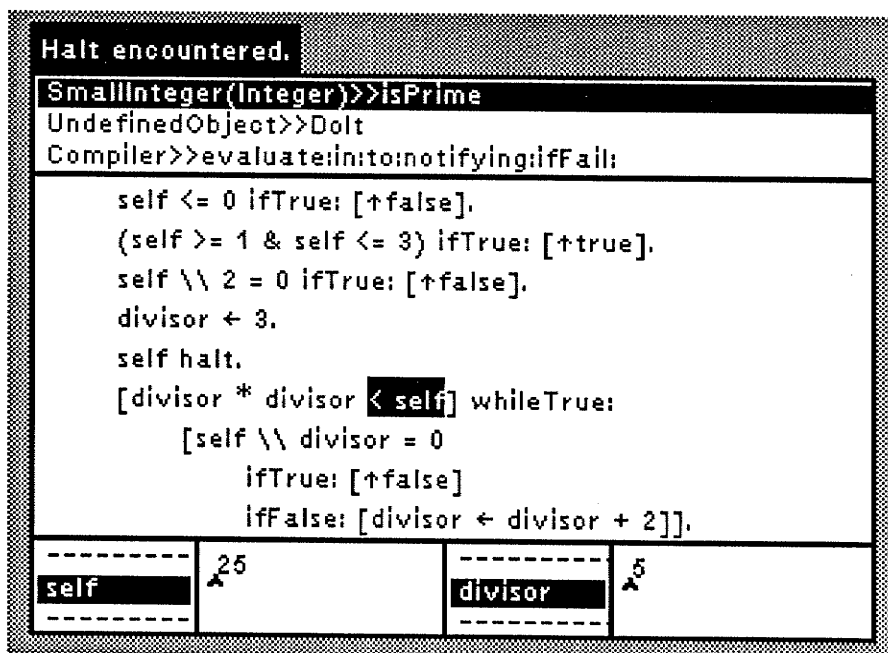 Halt encountered.
SmallInteger(Integer)>>isPrime
UndefinedObject>>DoIt
Compiler>>evaluate:in:to:notifying:ifFail:
self <= 0 ifTrue: [↑false].
(self >= 1 & self <= 3) ifTrue: [↑true].
self \\ 2 = 0 ifTrue: [↑false].
divisor ← 3.
self halt.
[divisor * divisor < self] whileTrue:
[self \\ divisor = 0
ifTrue: [↑false]
ifFalse: [divisor ← divisor + 2]].
self
25
divisor
5